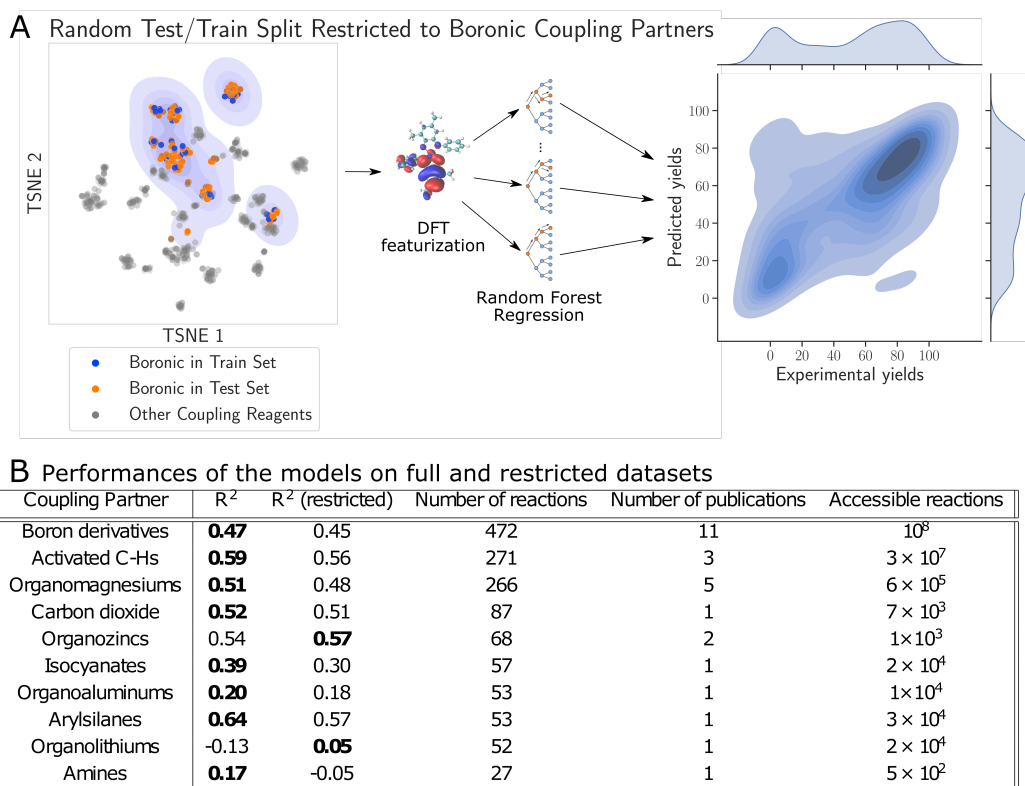 A Random Test/Train Split Restricted to Boronic Coupling Partners
TSNE 2
TSNE 1
Boronic in Train Set
Boronic in Test Set
Other Coupling Reagents
DFT
featurization
...
Random Forest
Regression
Predicted yields
100
80
60
40
20
0
0 20 40 60 80 100
Experimental yields
B Performances of the models on full and restricted datasets
Coupling Partner R² R² (restricted) Number of reactions Number of publications Accessible reactions
Boron derivatives 0.47 0.45 472 11 10⁸
Activated C-Hs 0.59 0.56 271 3 3 × 10⁷
Organomagnesiums 0.51 0.48 266 5 6 × 10⁵
Carbon dioxide 0.52 0.51 87 1 7 × 10³
Organozincs 0.54 0.57 68 2 1×10³
Isocyanates 0.39 0.30 57 1 2 × 10⁴
Organoaluminums 0.20 0.18 53 1 1×10⁴
Arylsilanes 0.64 0.57 53 1 3 × 10⁴
Organolithiums -0.13 0.05 52 1 2 × 10⁴
Amines 0.17 -0.05 27 1 5 × 10²